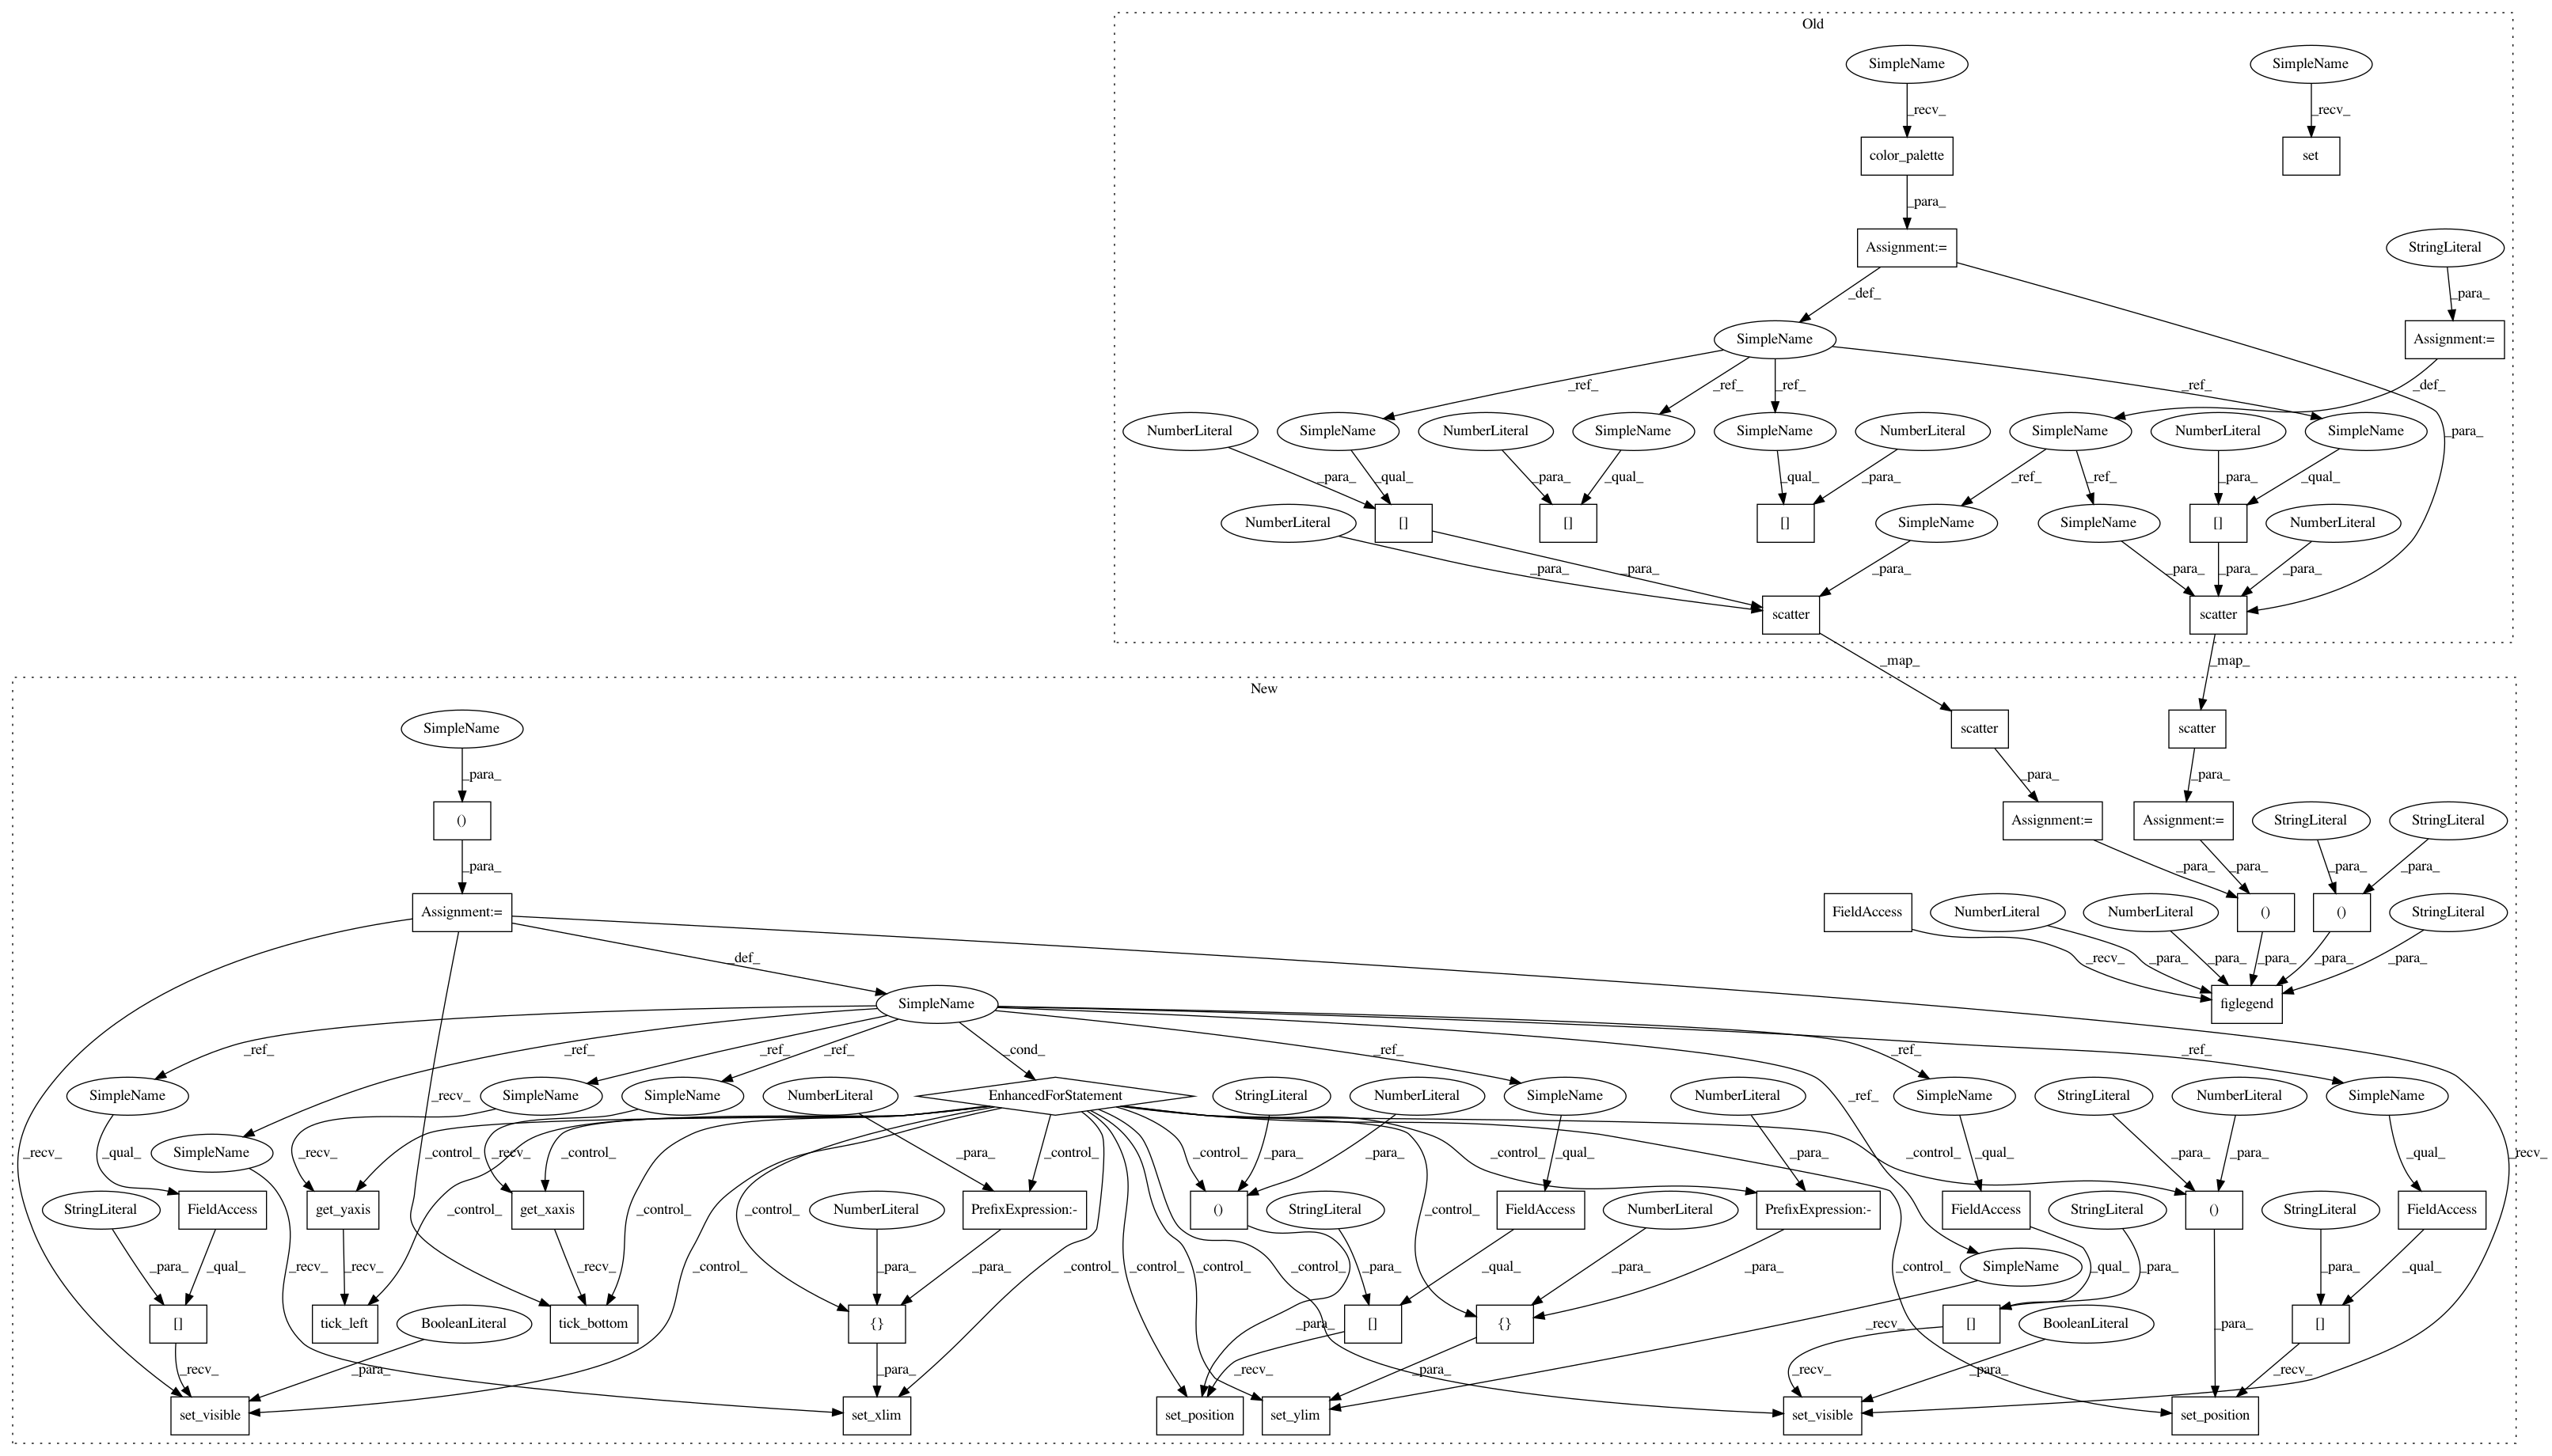 Old
SimpleName
SimpleName
_recv_
_recv_
color_palette
set
_para_
Assignment:=
StringLiteral
_def_
_para_
SimpleName
Assignment:=
_ref_
_ref_
_ref_
_ref_
_def_
NumberLiteral
SimpleName
NumberLiteral
SimpleName
SimpleName
NumberLiteral
SimpleName
NumberLiteral
SimpleName
_para_
_para_
_qual_
_para_
_qual_
_qual_
_para_
_ref_
_ref_
_para_
_qual_
NumberLiteral
[]
[]
[]
SimpleName
SimpleName
[]
NumberLiteral
_para_
_para_
_para_
_para_
_para_
_para_
scatter
scatter
_map_
_map_
New
SimpleName
scatter
scatter
_para_
_para_
_para_
()
Assignment:=
Assignment:=
StringLiteral
StringLiteral
_para_
_para_
_para_
_para_
_para_
Assignment:=
FieldAccess
NumberLiteral
NumberLiteral
()
()
StringLiteral
_def_
_recv_
_para_
_para_
_para_
_para_
_para_
SimpleName
figlegend
_ref_
_ref_
_ref_
_ref_
_cond_
_ref_
_ref_
_ref_
SimpleName
_recv_
SimpleName
SimpleName
NumberLiteral
EnhancedForStatement
StringLiteral
NumberLiteral
SimpleName
NumberLiteral
_ref_
SimpleName
StringLiteral
NumberLiteral
SimpleName
_recv_
_qual_
SimpleName
_recv_
_control_
_recv_
_control_
_para_
_control_
_control_
_para_
_para_
_qual_
_control_
_para_
_qual_
_control_
_para_
_para_
_qual_
_recv_
StringLiteral
FieldAccess
get_yaxis
_control_
get_xaxis
_control_
_control_
NumberLiteral
PrefixExpression:-
()
StringLiteral
FieldAccess
_control_
NumberLiteral
PrefixExpression:-
FieldAccess
StringLiteral
()
StringLiteral
FieldAccess
_para_
_qual_
_recv_
_recv_
_recv_
_control_
_para_
_para_
_control_
_control_
_control_
_control_
_para_
_qual_
_para_
_para_
_control_
SimpleName
_qual_
_para_
_para_
_qual_
[]
tick_left
BooleanLiteral
tick_bottom
{}
_para_
[]
{}
_recv_
[]
BooleanLiteral
_para_
[]
_recv_
_para_
_para_
_recv_
_para_
_recv_
_para_
_recv_
set_visible
set_xlim
set_position
set_ylim
set_visible
set_position